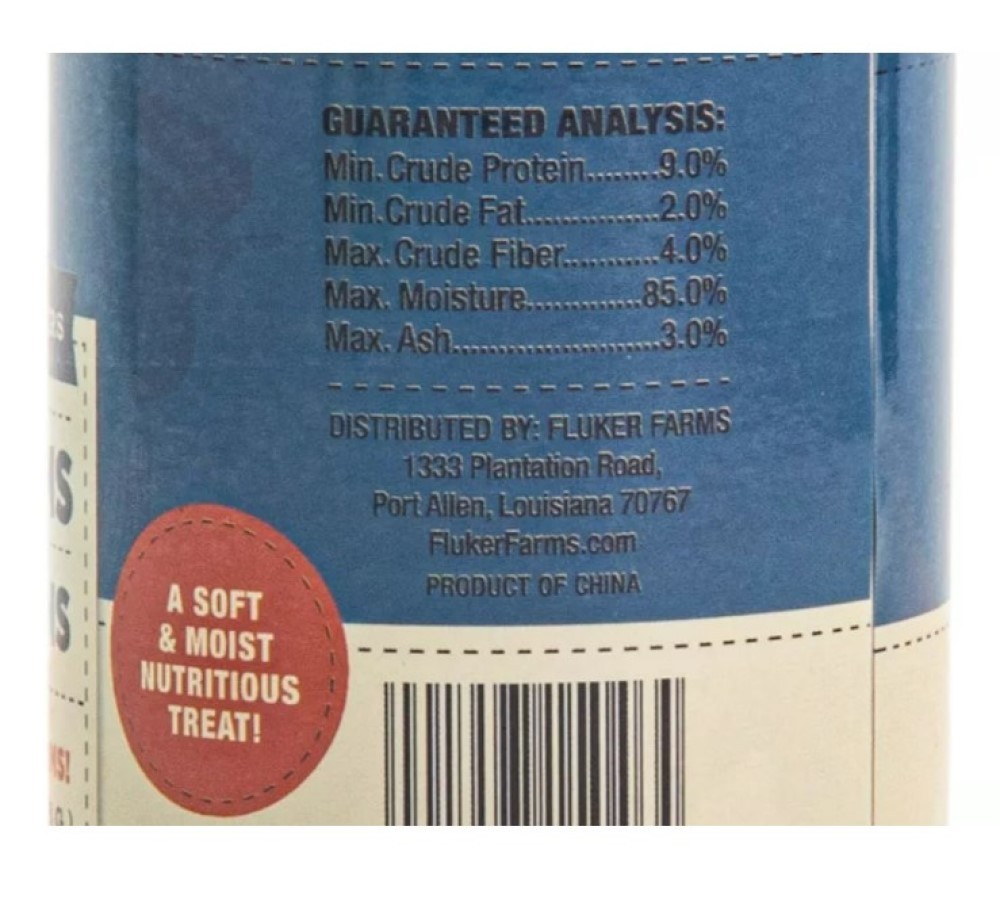 GUARANTEED ANALYSIS:
Min. Crude Protein........9.0%
Min. Crude Fat...............2.0%
Max. Crude Fiber...........4.0%
Max. Moisture.............85.0%
Max. Ash.......................3.0%
DISTRIBUTED BY: FLUKER FARMS
1333 Plantation Road,
Port Allen, Louisiana 70767
FlukerFarms.com
PRODUCT OF CHINA
A SOFT
& MOIST
NUTRITIOUS
TREAT!